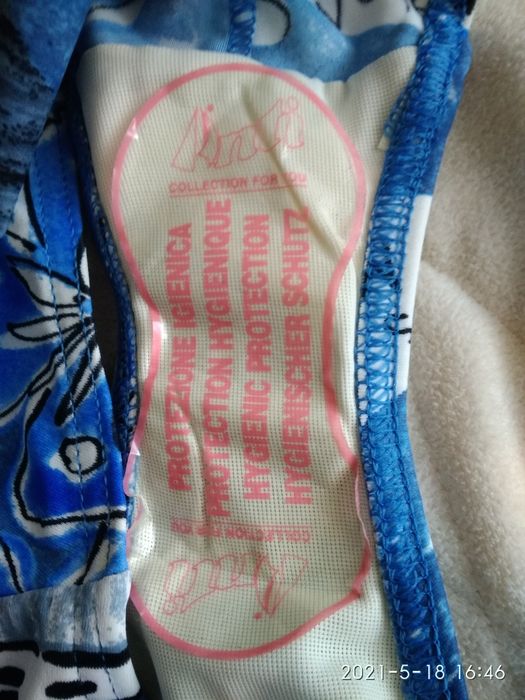 COLLECTION FOR YOU
PROTEZIONE IGIENICA
PROTECTION HYGIENIQUE
HYGIENIC PROTECTION
HYGIENISCHER SCHUTZ
COLLECTION FOR YOU
2021-5-18 16:46